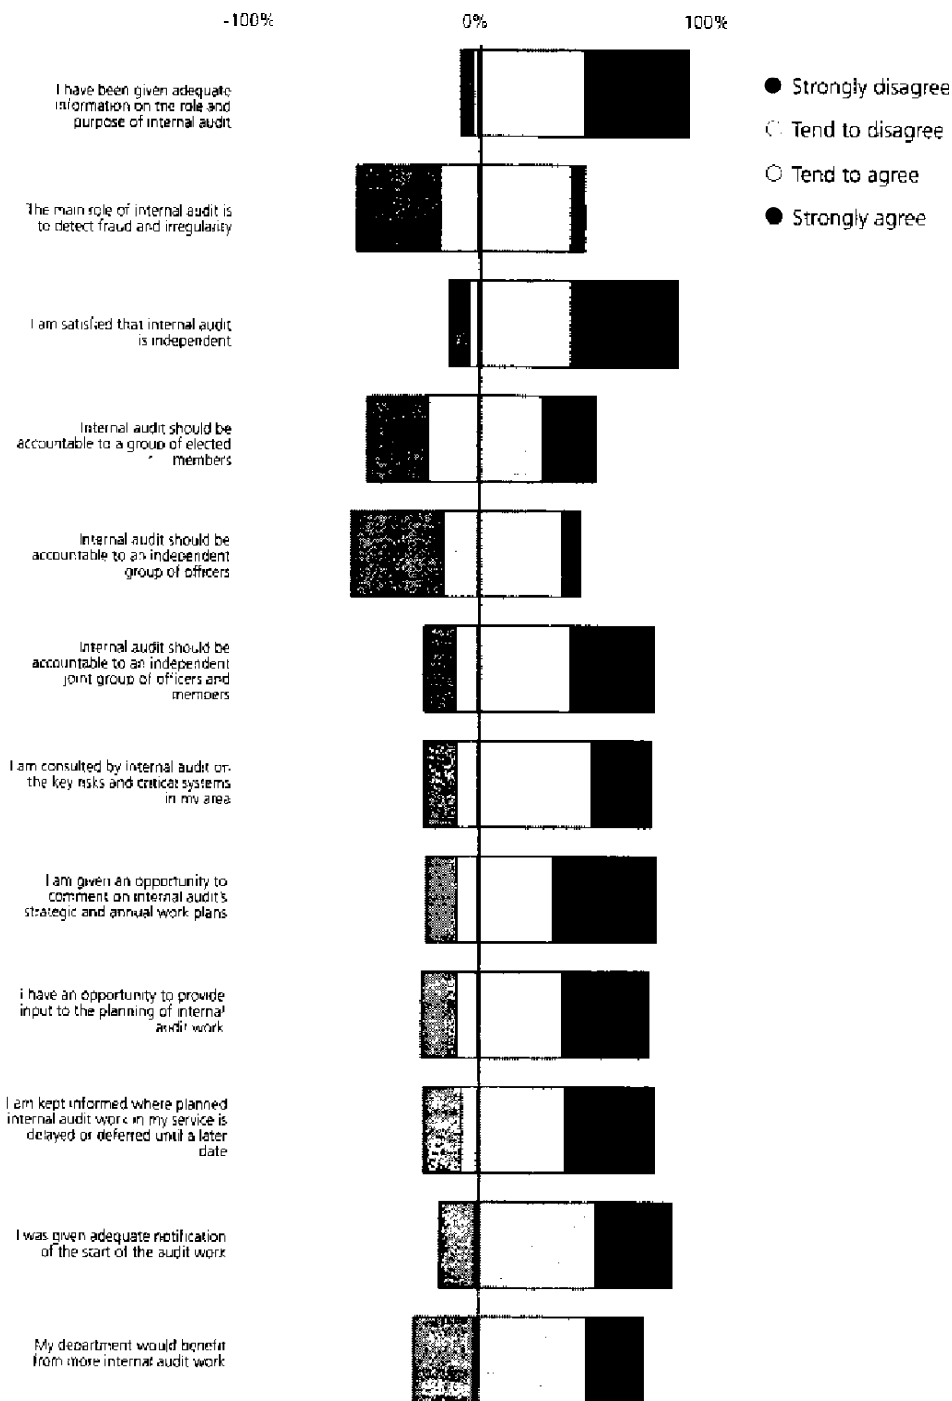 -100% 0% 100%
I have been given adequate
information on the role and
purpose of internal audit
Strongly disagree
Tend to disagree
Tend to agree
Strongly agree
The main role of internal audit is
to detect fraud and irregularity
I am satisfied that internal audit
is independent
Internal audit should be
accountable to a group of elected
members
Internal audit should be
accountable to an independent
group of officers
Internal audit should be
accountable to an independent
joint group of officers and
members
I am consulted by internal audit on
the key risks and critical systems
in my area
I am given an opportunity to
comment on internal audit's
strategic and annual work plans
I have an opportunity to provide
input to the planning of internal
audit work
I am kept informed where planned
internal audit work in my service is
delayed or deferred until a later
date
I was given adequate notification
of the start of the audit work
My department would benefit
from more internal audit work